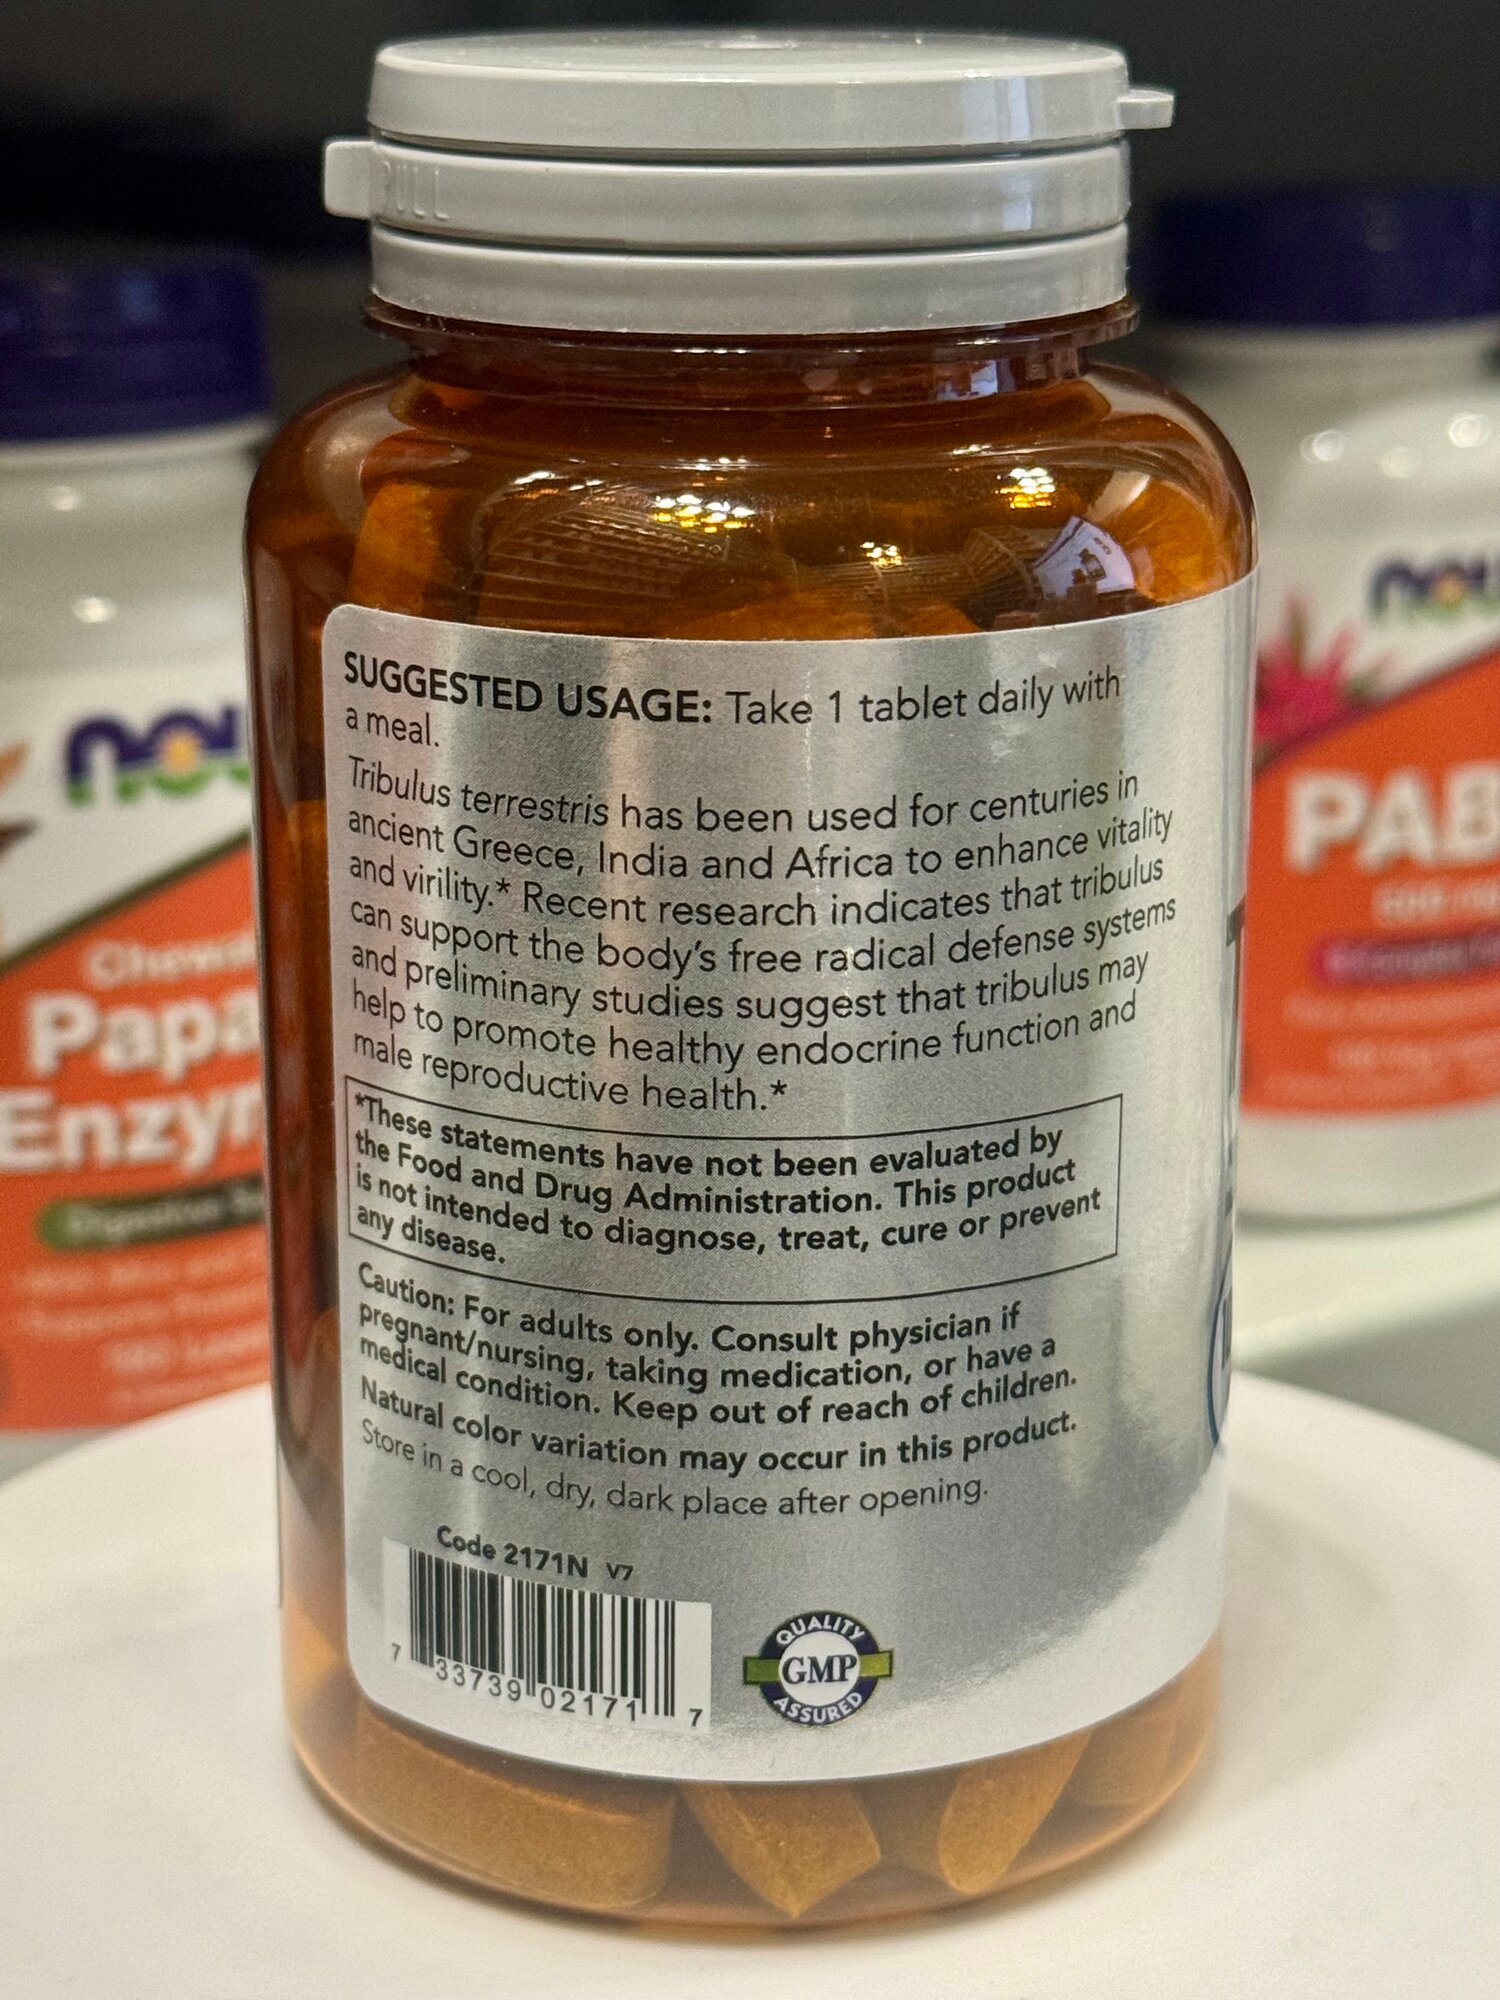 PULL
SUGGESTED USAGE: Take 1 tablet daily with
a meal.
Tribulus terrestris has been used for centuries in
ancient Greece, India and Africa to enhance vitality
and virility.* Recent research indicates that tribulus
can support the body's free radical defense systems
and preliminary studies suggest that tribulus may
help to promote healthy endocrine function and
male reproductive health.*
*These statements have not been evaluated by
the Food and Drug Administration. This product
is not intended to diagnose, treat, cure or prevent
any disease.
Caution: For adults only. Consult physician if
pregnant/nursing, taking medication, or have a
medical condition. Keep out of reach of children.
Natural color variation may occur in this product.
Store in a cool, dry, dark place after opening.
Code 2171N V7
7 33739 02171 7
QUALITY
GMP
ASSURED
now
Papa
Enzy
now
PAB